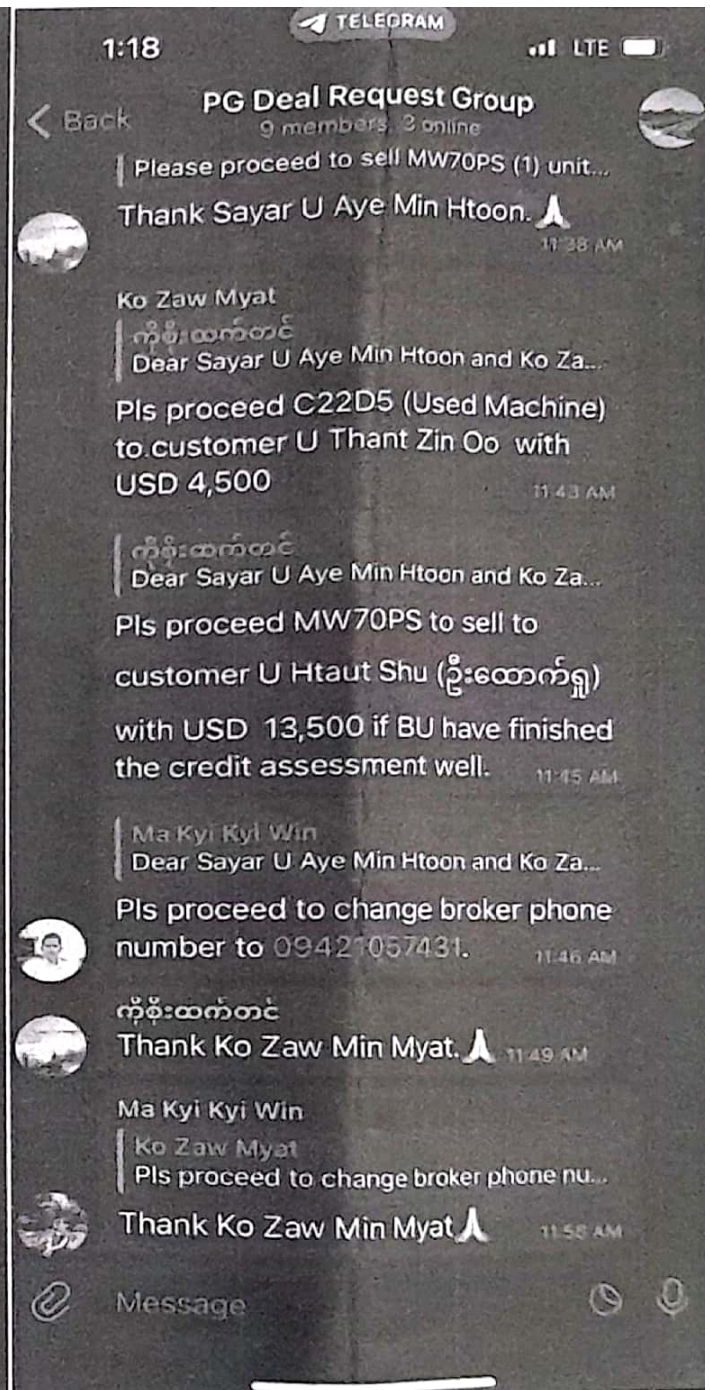 TELEGRAM
1:18
LTE
Back
PG Deal Request Group
9 members, 3 online
Please proceed to sell MW70PS (1) unit...
Thank Sayar U Aye Min Htoon.🙏
11:38 AM
Ko Zaw Myat
ကိုစိုးထက်တင်
Dear Sayar U Aye Min Htoon and Ko Za...
Pls proceed C22D5 (Used Machine)
to customer U Thant Zin Oo with
USD 4,500
11:43 AM
ကိုစိုးထက်တင်
Dear Sayar U Aye Min Htoon and Ko Za...
Pls proceed MW70PS to sell to
customer U Htaut Shu (ဦးထောက်ရှု)
with USD 13,500 if BU have finished
the credit assessment well.
11:45 AM
Ma Kyi Kyi Win
Dear Sayar U Aye Min Htoon and Ko Za...
Pls proceed to change broker phone
number to 09421057431.
11:46 AM
ကိုစိုးထက်တင်
Thank Ko Zaw Min Myat.🙏 11:49 AM
Ma Kyi Kyi Win
Ko Zaw Myat
Pls proceed to change broker phone nu...
Thank Ko Zaw Min Myat🙏 11:58 AM
Message